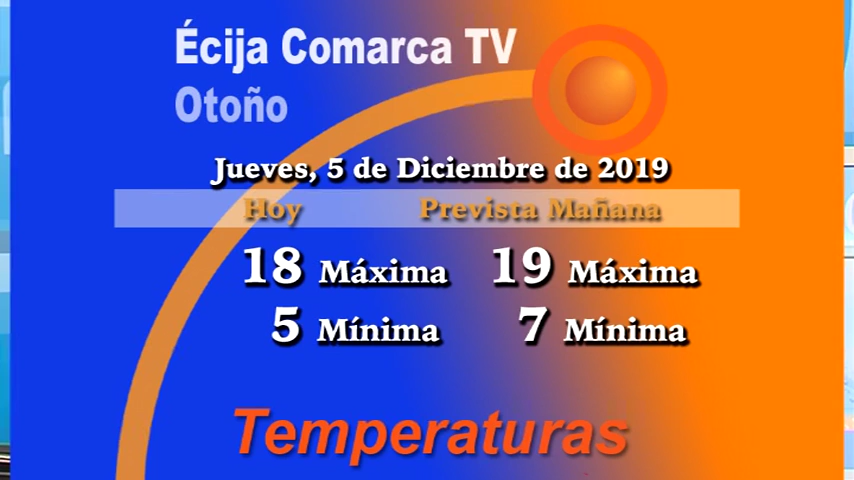 Écija Comarca TV
Otoño
Jueves, 5 de Diciembre de 2019
Hoy Prevista Mañana
18 Máxima 19 Máxima
5 Mínima 7 Mínima
Temperaturas